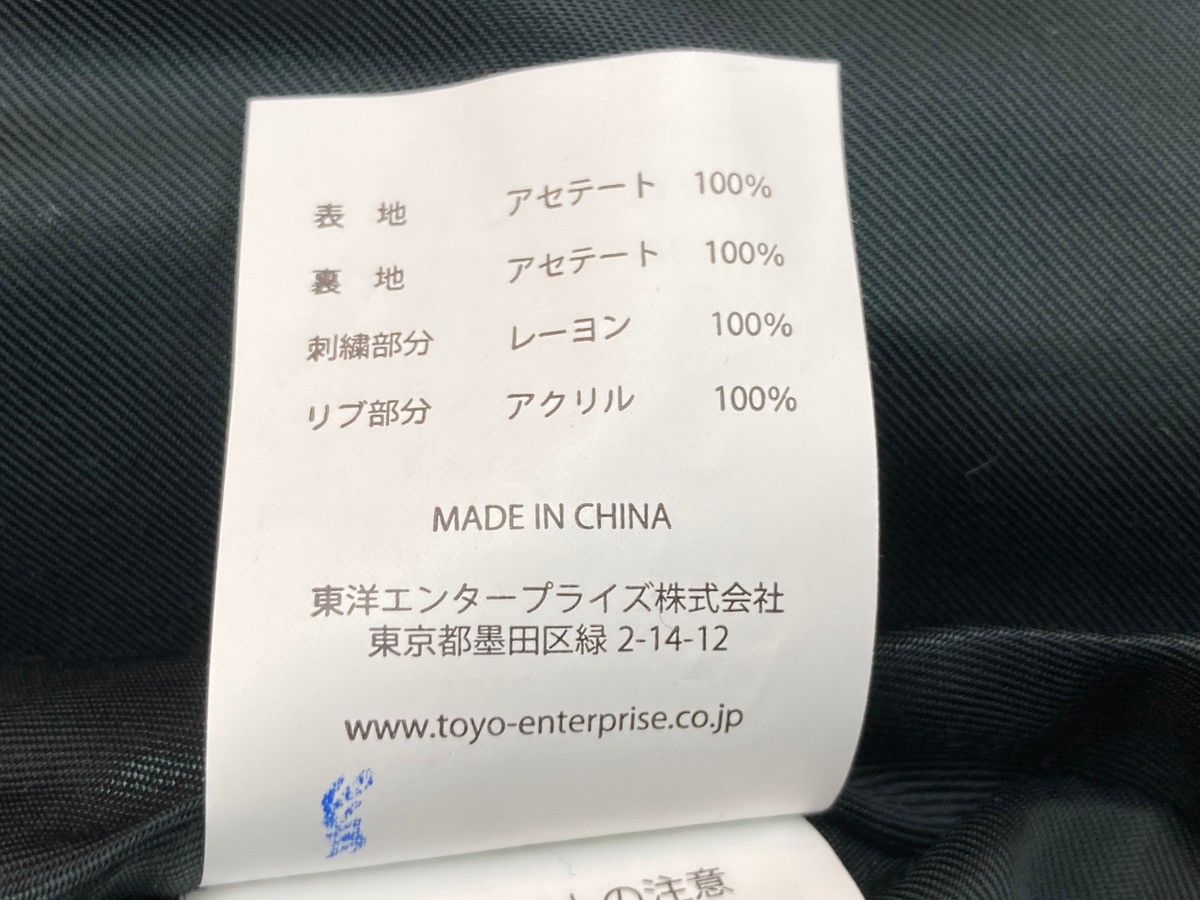 表 地 アセテート 100%
裏 地 アセテート 100%
刺繍部分 レーヨン 100%
リブ部分 アクリル 100%
MADE IN CHINA
東洋エンタープライズ株式会社
東京都墨田区緑 2-14-12
www.toyo-enterprise.co.jp
の注意